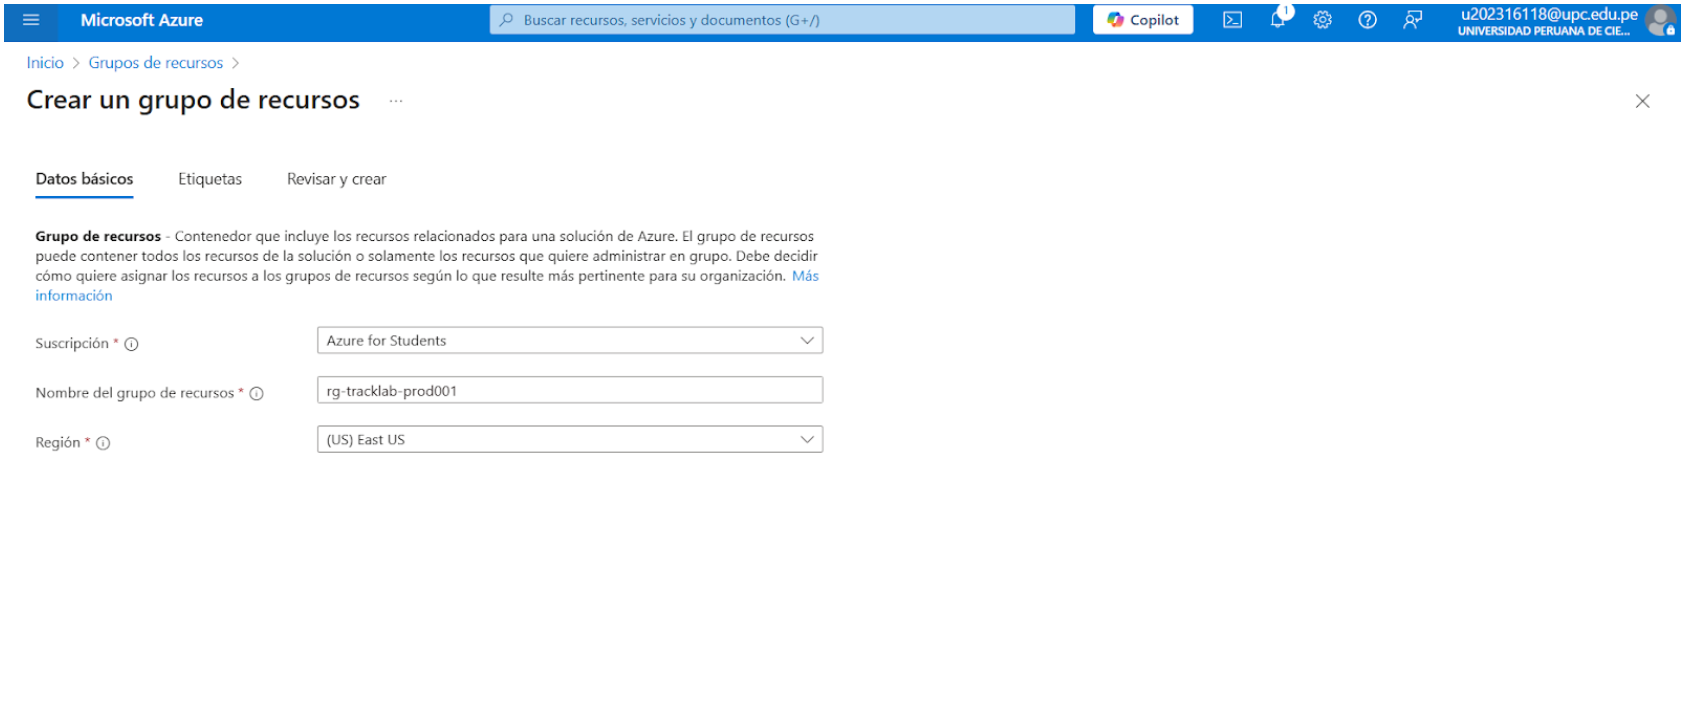 Microsoft Azure
Buscar recursos, servicios y documentos (G+/)
Copilot
1
u202316118@upc.edu.pe
UNIVERSIDAD PERUANA DE CIE...
Inicio > Grupos de recursos >
Crear un grupo de recursos ...
Datos básicos Etiquetas Revisar y crear
Grupo de recursos - Contenedor que incluye los recursos relacionados para una solución de Azure. El grupo de recursos
puede contener todos los recursos de la solución o solamente los recursos que quiere administrar en grupo. Debe decidir
cómo quiere asignar los recursos a los grupos de recursos según lo que resulte más pertinente para su organización. Más
información
Suscripción * Azure for Students
Nombre del grupo de recursos * rg-tracklab-prod001
Región * (US) East US